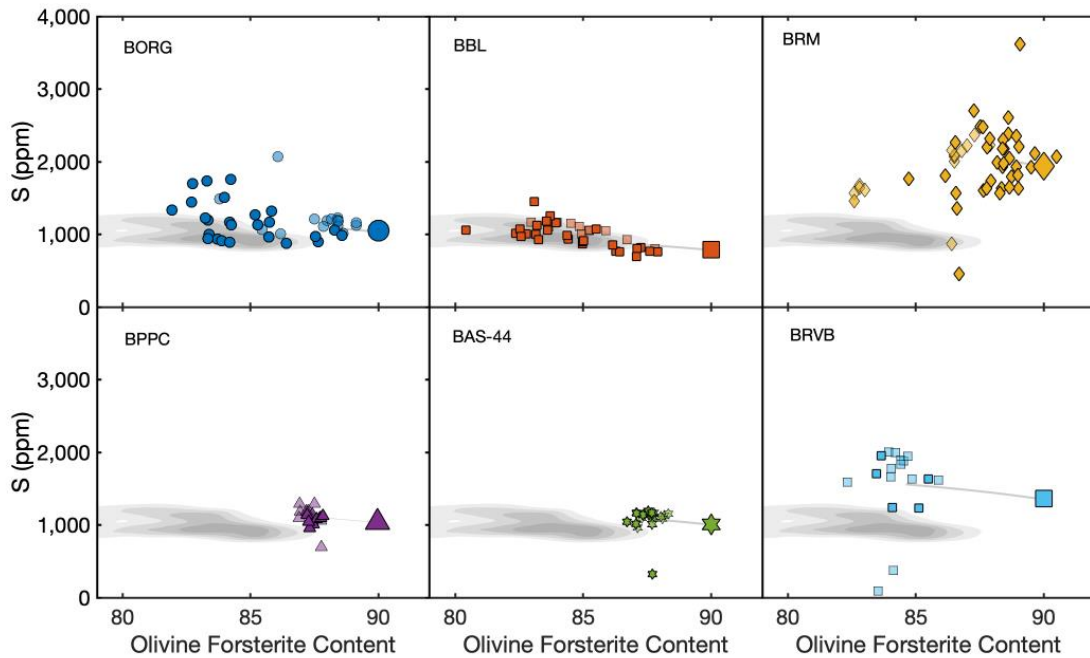 4,000
3,000
2,000
1,000
0
S (ppm)
BORG
BBL
BRM
3,000
2,000
1,000
0
S (ppm)
BPPC
BAS-44
BRVB
80 85 90
80 85 90
80 85 90
Olivine Forsterite Content
Olivine Forsterite Content
Olivine Forsterite Content